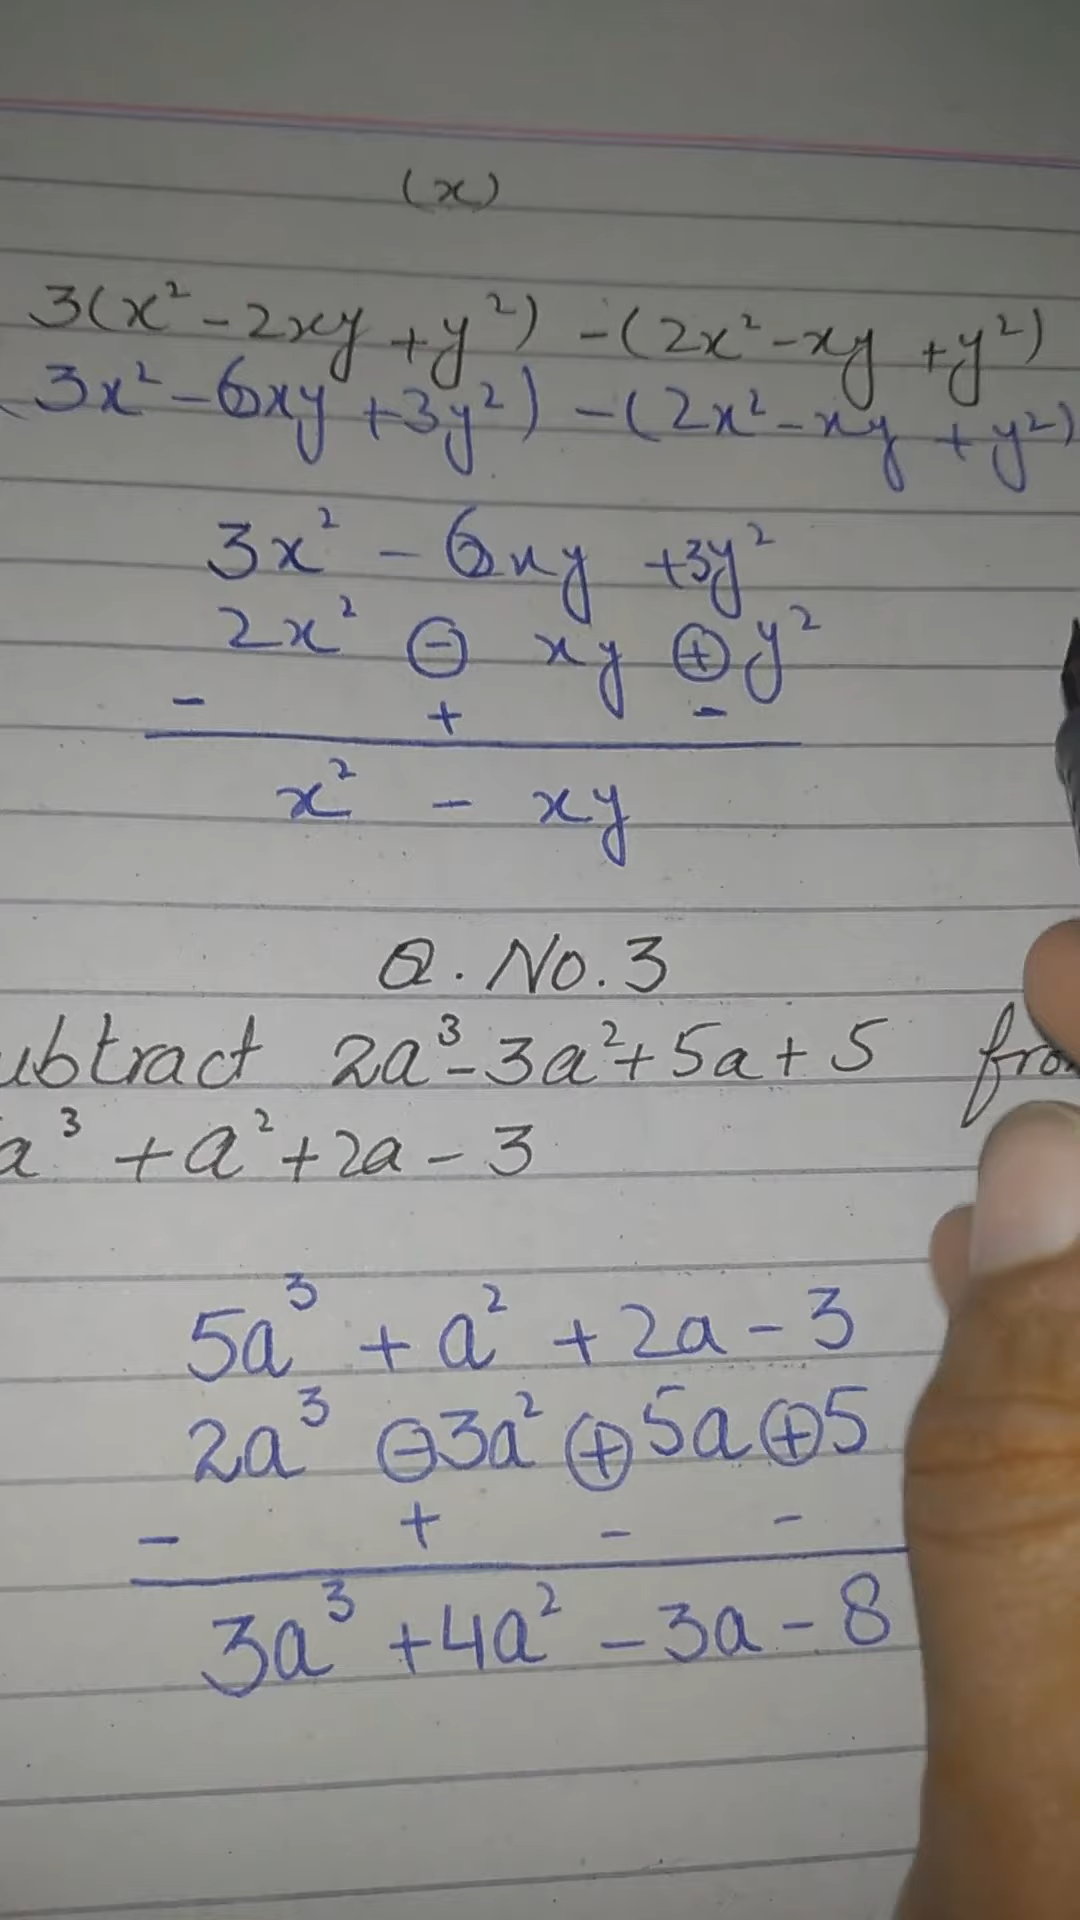 (x)
3(x² - 2xy + y²) - (2x² - xy + y²)
3x² - 6xy + 3y²) - (2x² - xy + y²)
3x² - 6xy + 3y²
2x² ⊖ xy ⊕ y²
- + -
x² - xy
Q. No. 3
ubtract 2a³ - 3a² + 5a + 5 fro
a³ + a² + 2a - 3
5a³ + a² + 2a - 3
2a³ ⊖ 3a² ⊕ 5a ⊕ 5
- + - -
3a³ + 4a² - 3a - 8